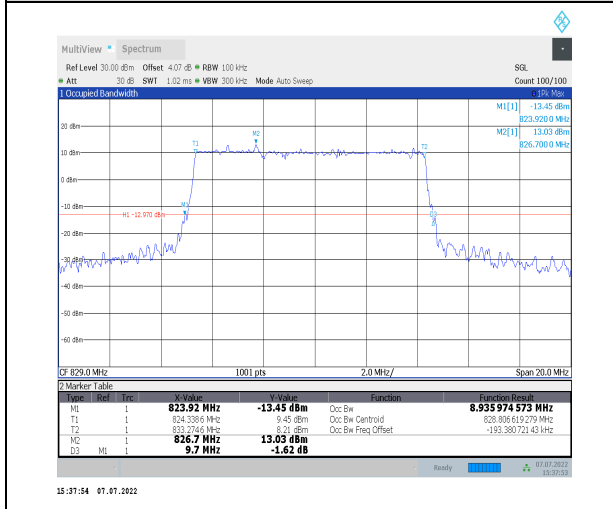 MultiView Spectrum
Ref Level 30.00 dBm Offset 4.07 dB RBW 100 kHz SGL
Att 30 dB SWT 1.02 ms VBW 300 kHz Mode Auto Sweep Count 100/100
1 Occupied Bandwidth 1Pk Max
M1[1] -13.45 dBm
823.920 0 MHz
M2[1] 13.03 dBm
826.700 0 MHz
20 dBm
M2
T1
T2
10 dBm
0 dBm
-10 dBm
M1
H1 -12.970 dBm
D3
-20 dBm
-30 dBm
-40 dBm
-50 dBm
-60 dBm
CF 829.0 MHz 1001 pts 2.0 MHz/ Span 20.0 MHz
2 Marker Table
Type Ref Trc X-Value Y-Value Function Function Result
M1 1 823.92 MHz -13.45 dBm Occ Bw 8.935 974 573 MHz
T1 1 824.338 6 MHz 9.45 dBm Occ Bw Centroid 828.806 619 279 MHz
T2 1 833.274 6 MHz 8.21 dBm Occ Bw Freq Offset -193.380 721 43 kHz
M2 1 826.7 MHz 13.03 dBm
D3 M1 1 9.7 MHz -1.62 dB
Ready 07.07.2022
15:37:53
15:37:54 07.07.2022